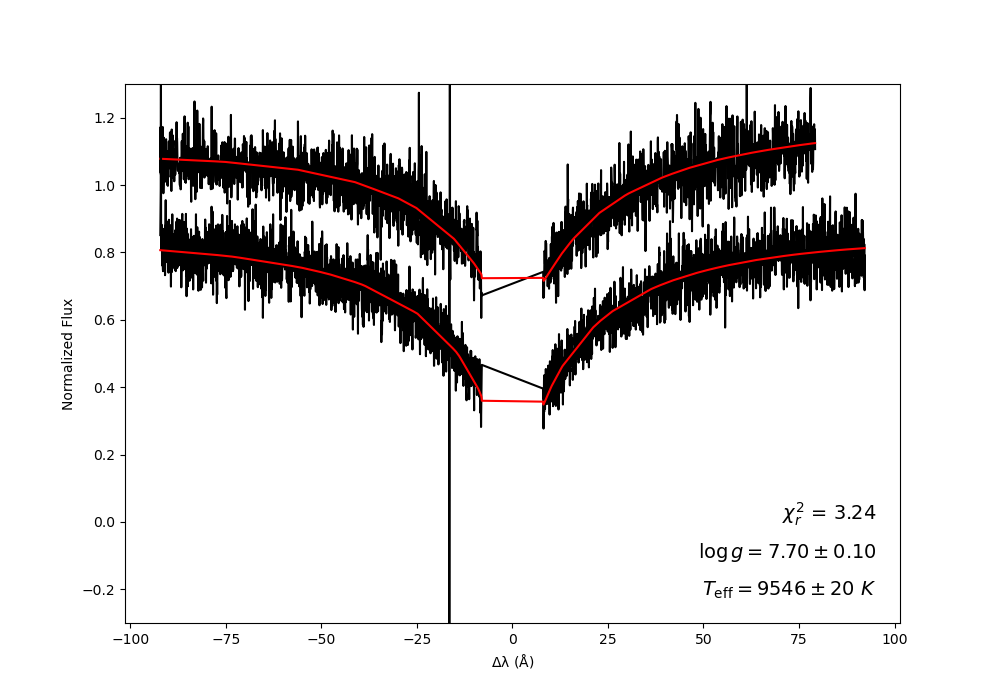 1.2
1.0
0.8
0.6
0.4
0.2
0.0
−0.2
Normalized Flux
χ²ᵣ = 3.24
log g = 7.70 ± 0.10
T_eff = 9546 ± 20 K
−100 −75 −50 −25 0 25 50 75 100
Δλ (Å)